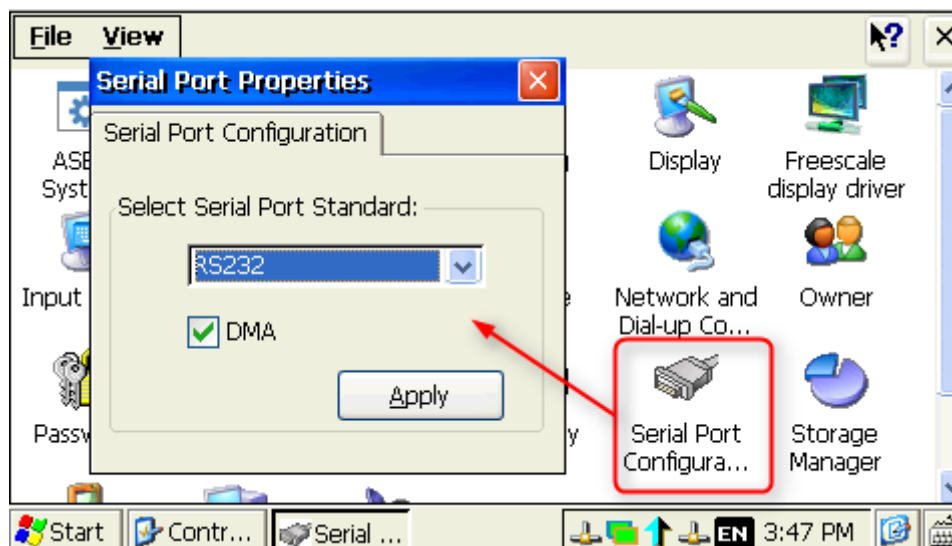 File View
Serial Port Properties
Serial Port Configuration
Select Serial Port Standard:
RS232
DMA
Apply
Display
Freescale
display driver
Input
Network and
Dial-up Co...
Owner
Serial Port
Configura...
Storage
Manager
Start
Contr...
Serial ...
EN
3:47 PM